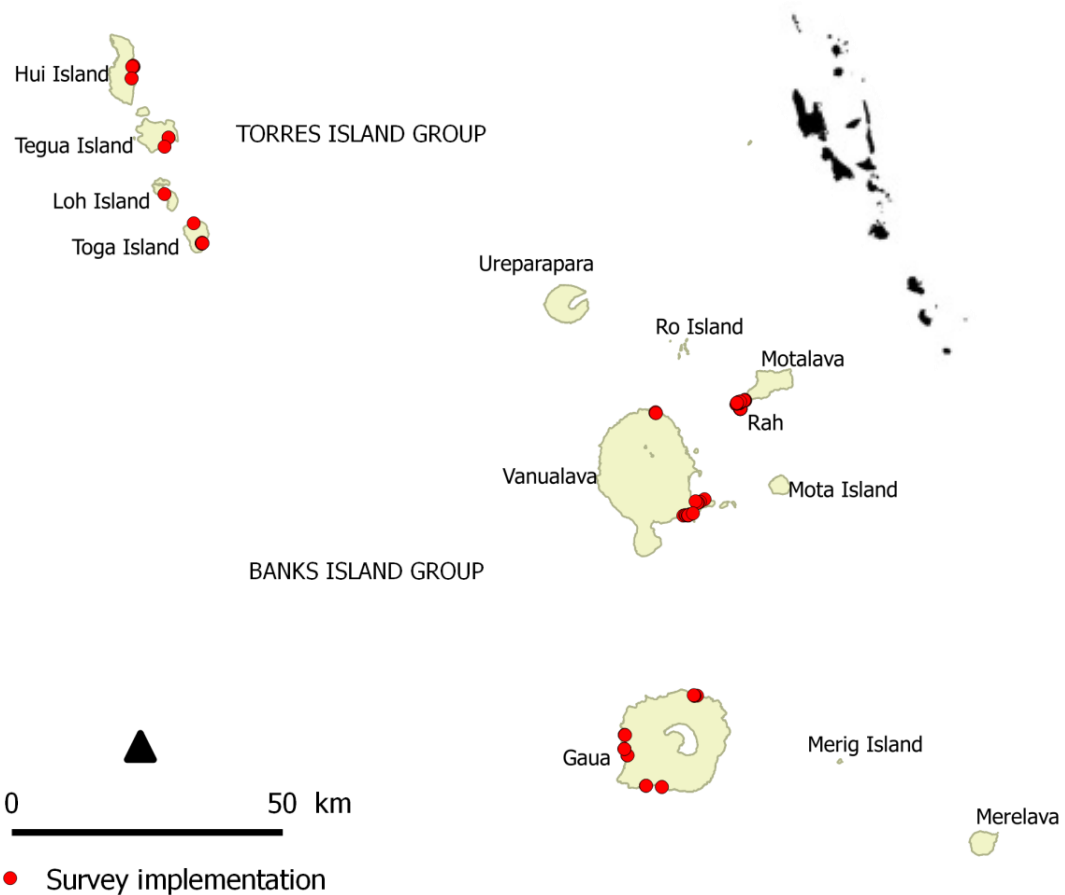 Hui Island
TORRES ISLAND GROUP
Tegua Island
Loh Island
Toga Island
Ureparapara
Ro Island
Motalava
Rah
Vanualava
Mota Island
BANKS ISLAND GROUP
Gaua
Merig Island
Merelava
0 50 km
Survey implementation